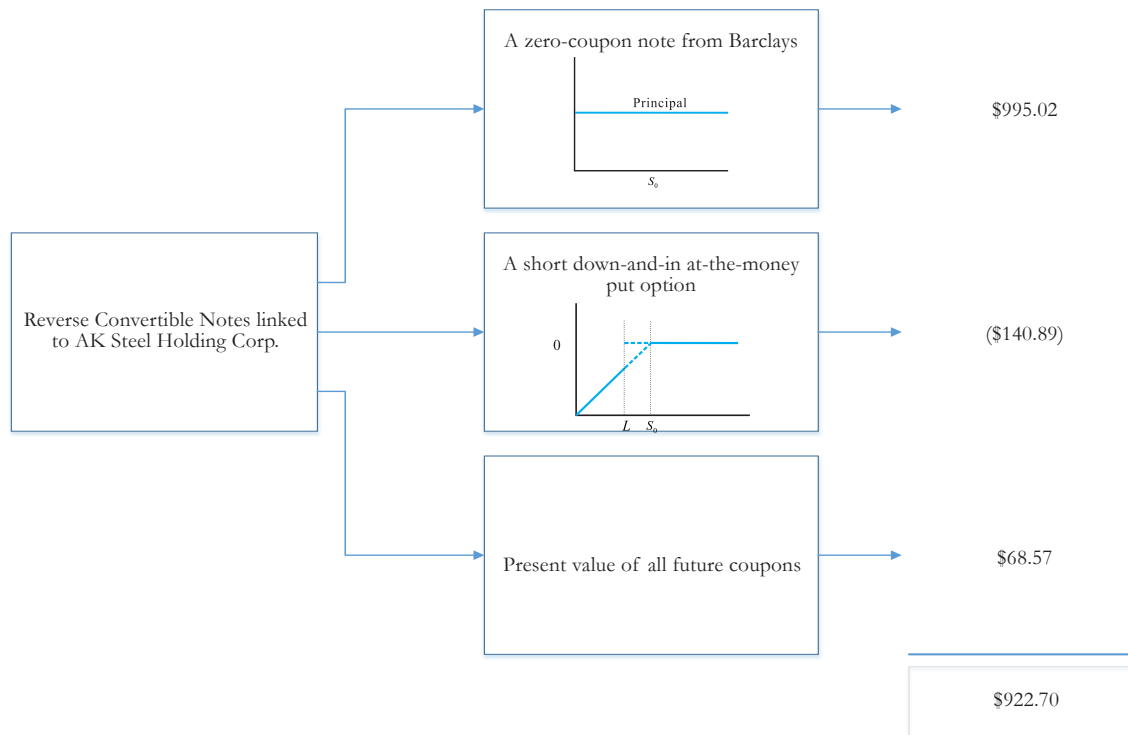 A zero-coupon note from Barclays
Principal
S₀
$995.02
Reverse Convertible Notes linked
to AK Steel Holding Corp.
A short down-and-in at-the-money
put option
0
L S₀
($140.89)
Present value of all future coupons
$68.57
$922.70